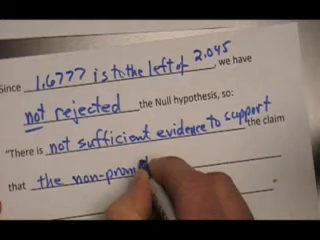 Since 1.6777 is to the left of 2.045, we have
not rejected the Null hypothesis, so:
"There is not sufficient evidence to support the claim
that the non-prom
"